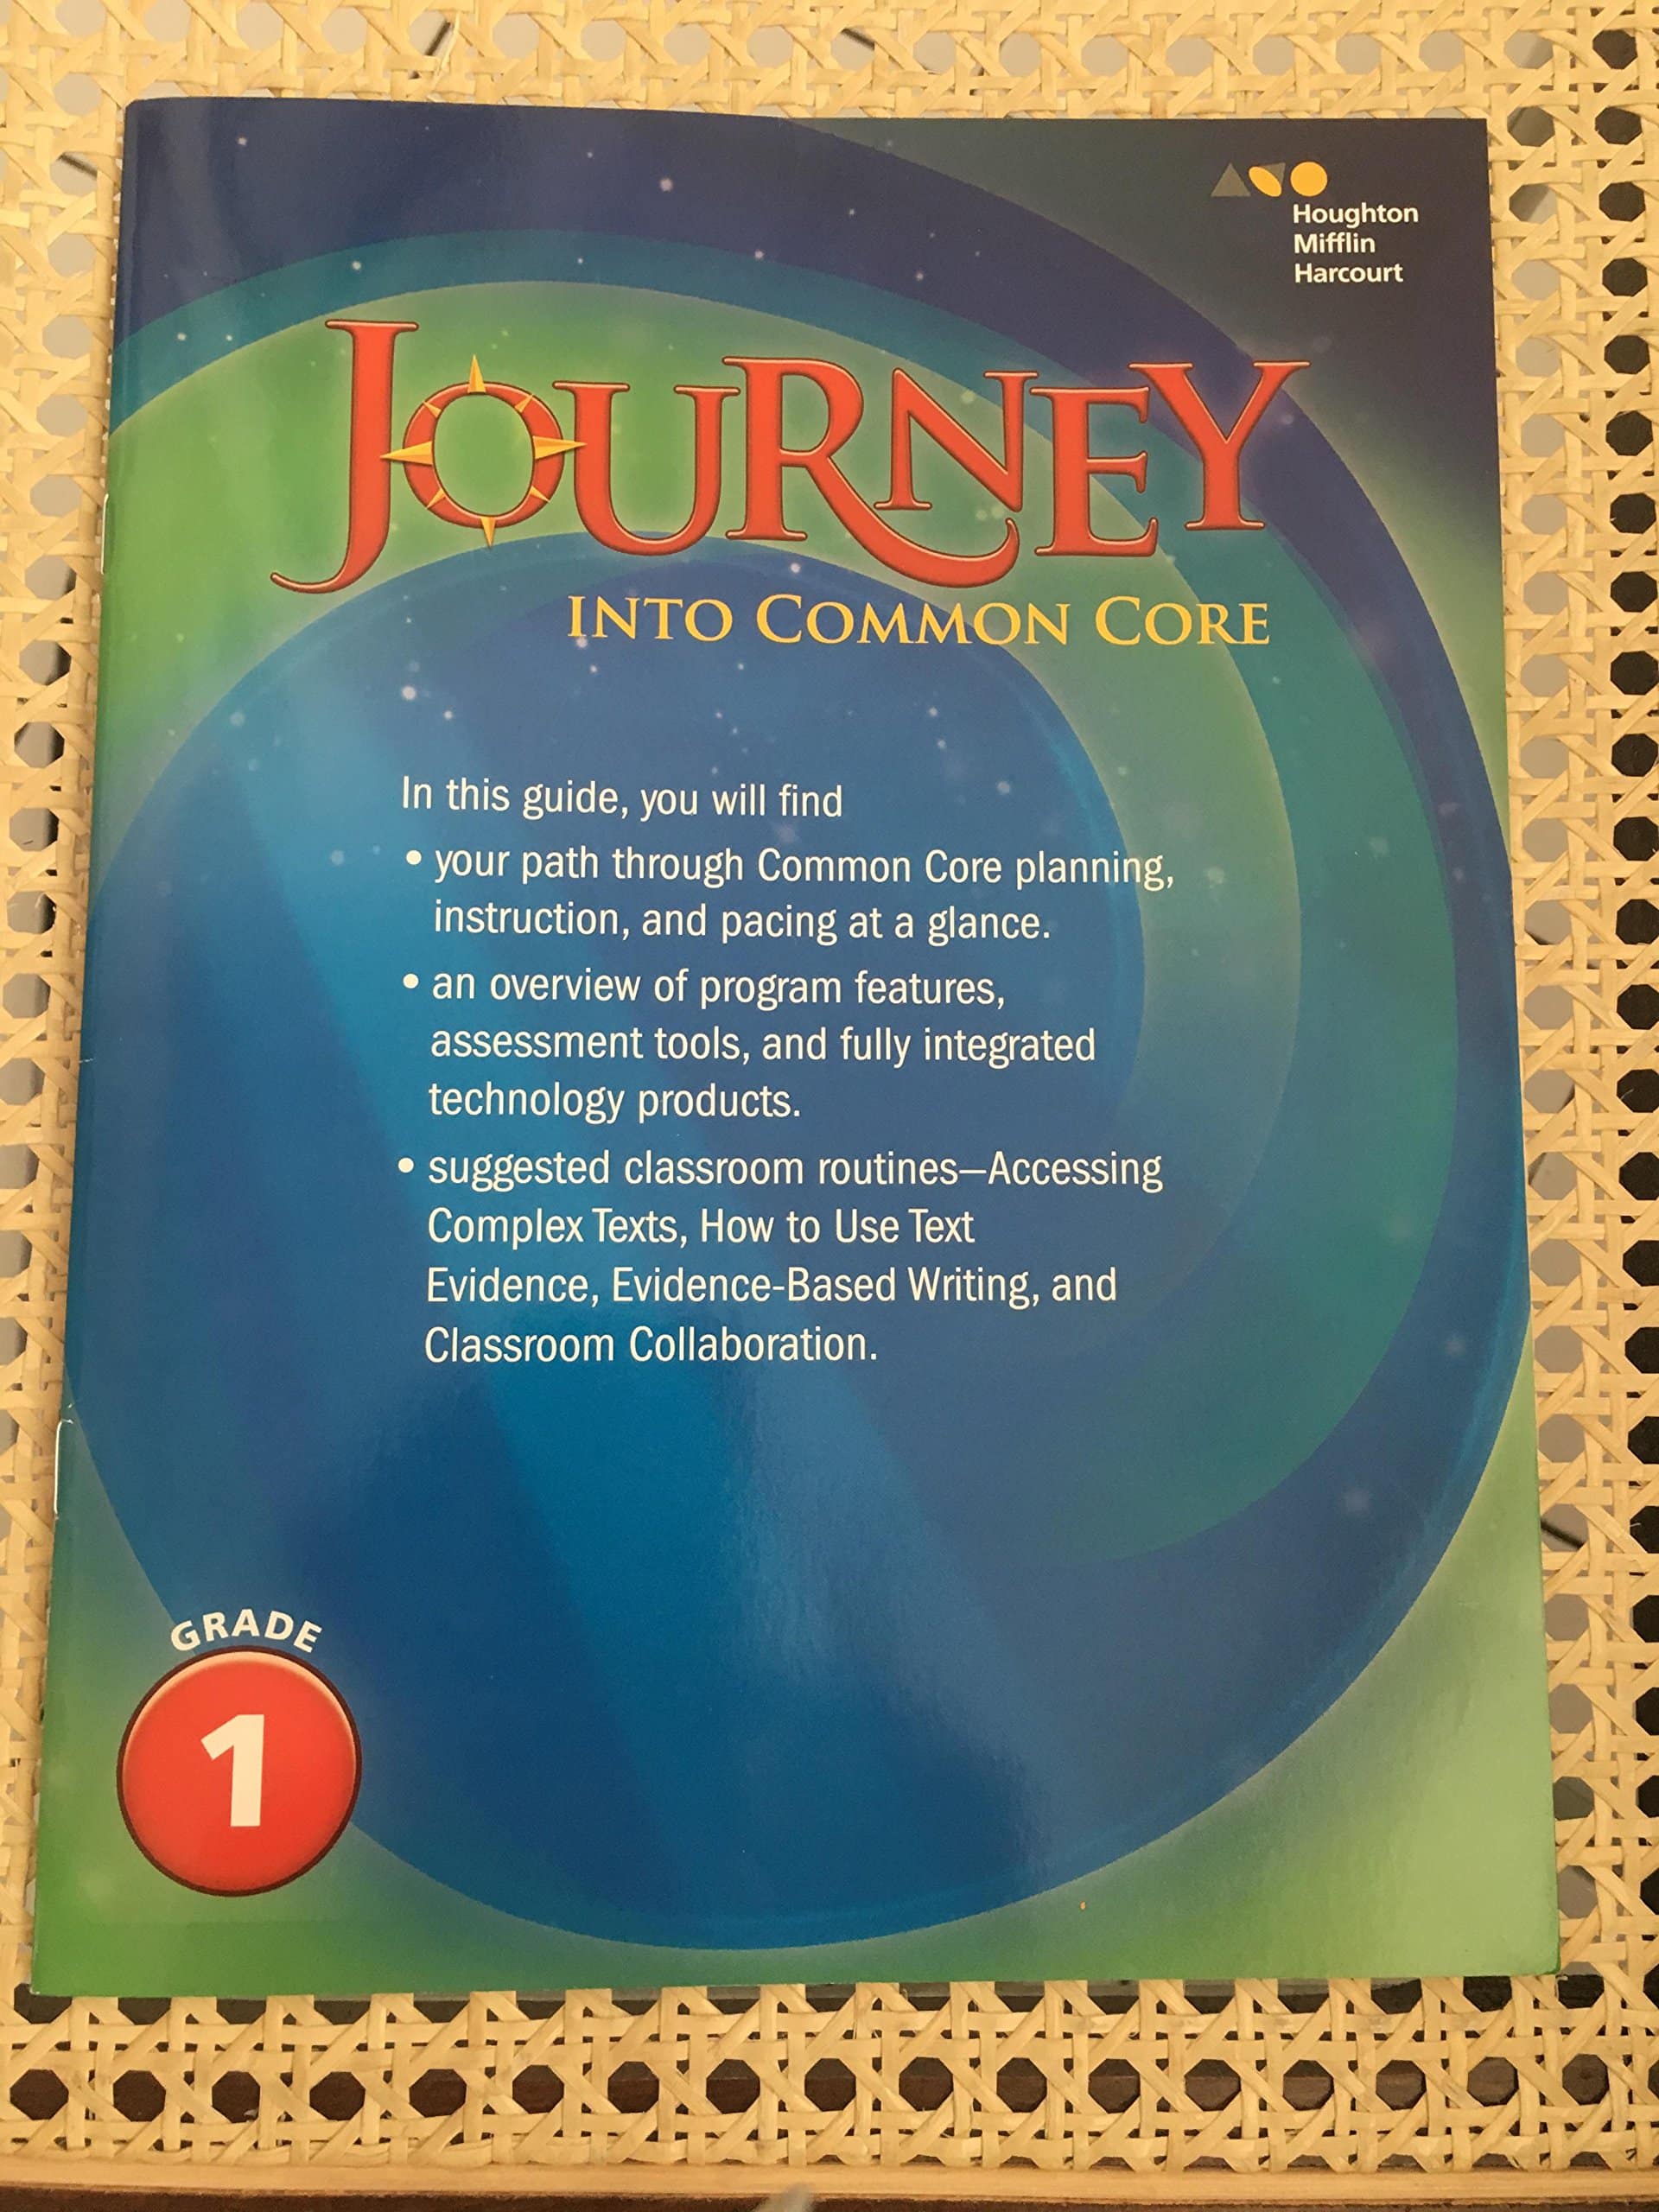 Houghton
Mifflin
Harcourt
JOURNEY
INTO COMMON CORE
In this guide, you will find
• your path through Common Core planning,
instruction, and pacing at a glance.
• an overview of program features,
assessment tools, and fully integrated
technology products.
• suggested classroom routines—Accessing
Complex Texts, How to Use Text
Evidence, Evidence-Based Writing, and
Classroom Collaboration.
GRADE
1